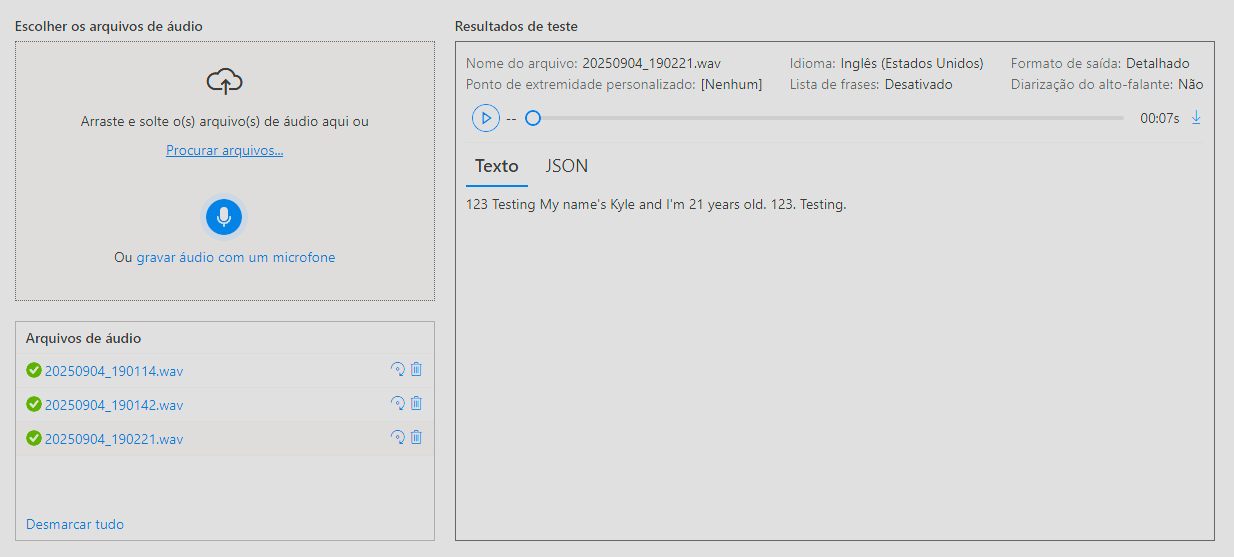 Escolher os arquivos de áudio
Arraste e solte o(s) arquivo(s) de áudio aqui ou
Procurar arquivos...
Ou gravar áudio com um microfone
Arquivos de áudio
20250904_190114.wav
20250904_190142.wav
20250904_190221.wav
Desmarcar tudo
Resultados de teste
Nome do arquivo: 20250904_190221.wav Idioma: Inglês (Estados Unidos) Formato de saída: Detalhado
Ponto de extremidade personalizado: [Nenhum] Lista de frases: Desativado Diarização do alto-falante: Não
-- 00:07s
Texto JSON
123 Testing My name's Kyle and I'm 21 years old. 123. Testing.